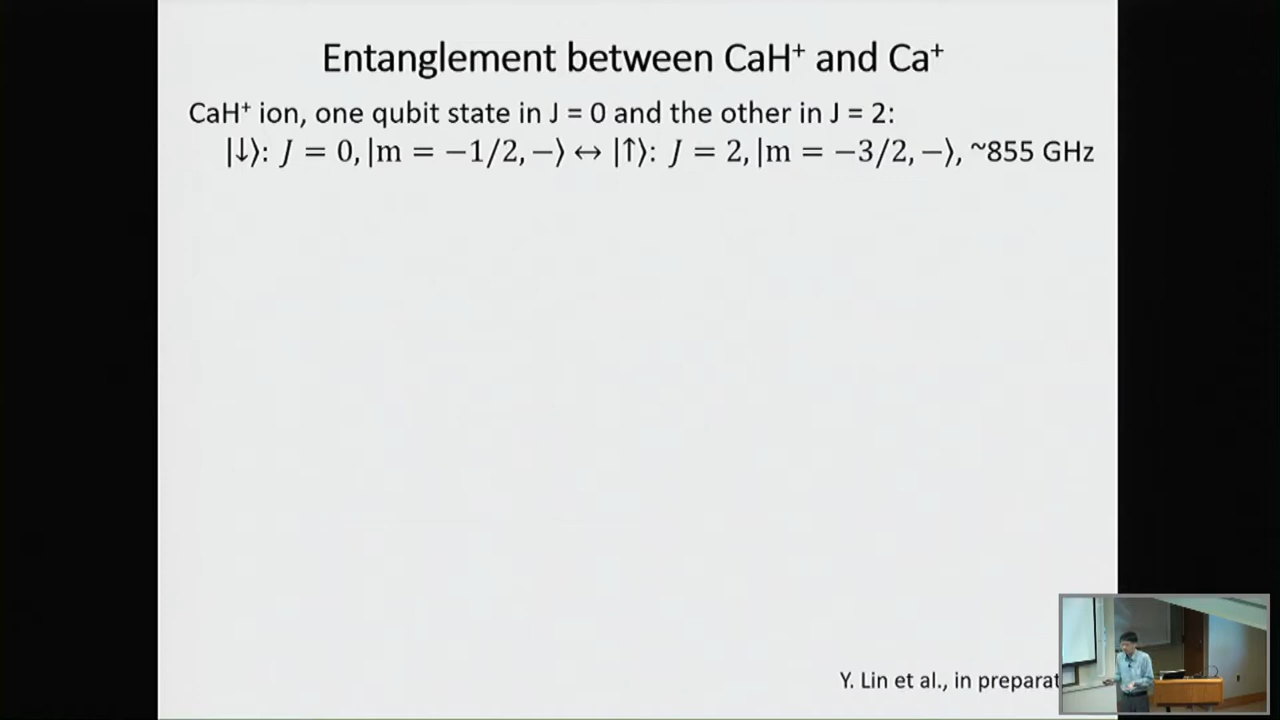 Entanglement between CaH⁺ and Ca⁺
CaH⁺ ion, one qubit state in J = 0 and the other in J = 2:
|↓⟩: J = 0, |m = −1/2, −⟩ ↔ |↑⟩: J = 2, |m = −3/2, −⟩, ~855 GHz
Y. Lin et al., in preparat